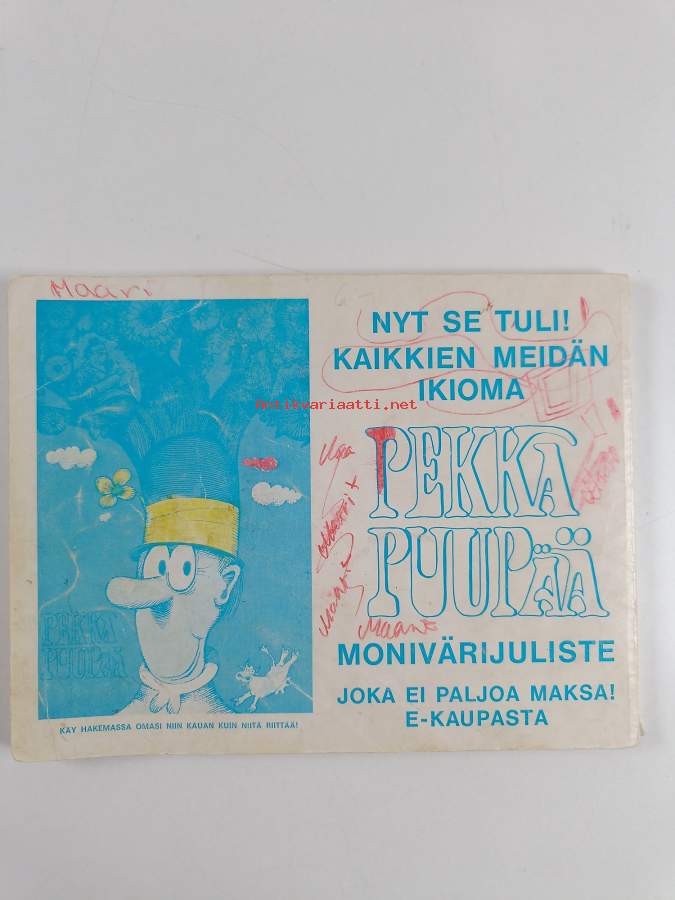 Maari
NYT SE TULI!
KAIKKIEN MEIDÄN
IKIOMA
Antikvariaatti.net
PEKKA
PUUPÄÄ
PEKKA
PUUPÄÄ
MONIVÄRIJULISTE
JOKA EI PALJOA MAKSA!
E-KAUPASTA
KÄY HAKEMASSA OMASI NIIN KAUAN KUIN NIITÄ RIITTÄÄ!